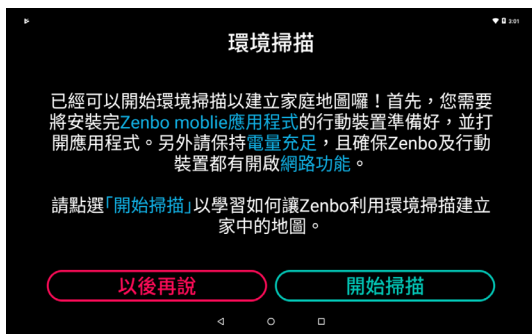 3:01
環境掃描
已經可以開始環境掃描以建立家庭地圖囉！首先，您需要
將安裝完Zenbo moblie應用程式的行動裝置準備好，並打
開應用程式。另外請保持電量充足，且確保Zenbo及行動
裝置都有開啟網路功能。
請點選「開始掃描」以學習如何讓Zenbo利用環境掃描建立
家中的地圖。
以後再說
開始掃描